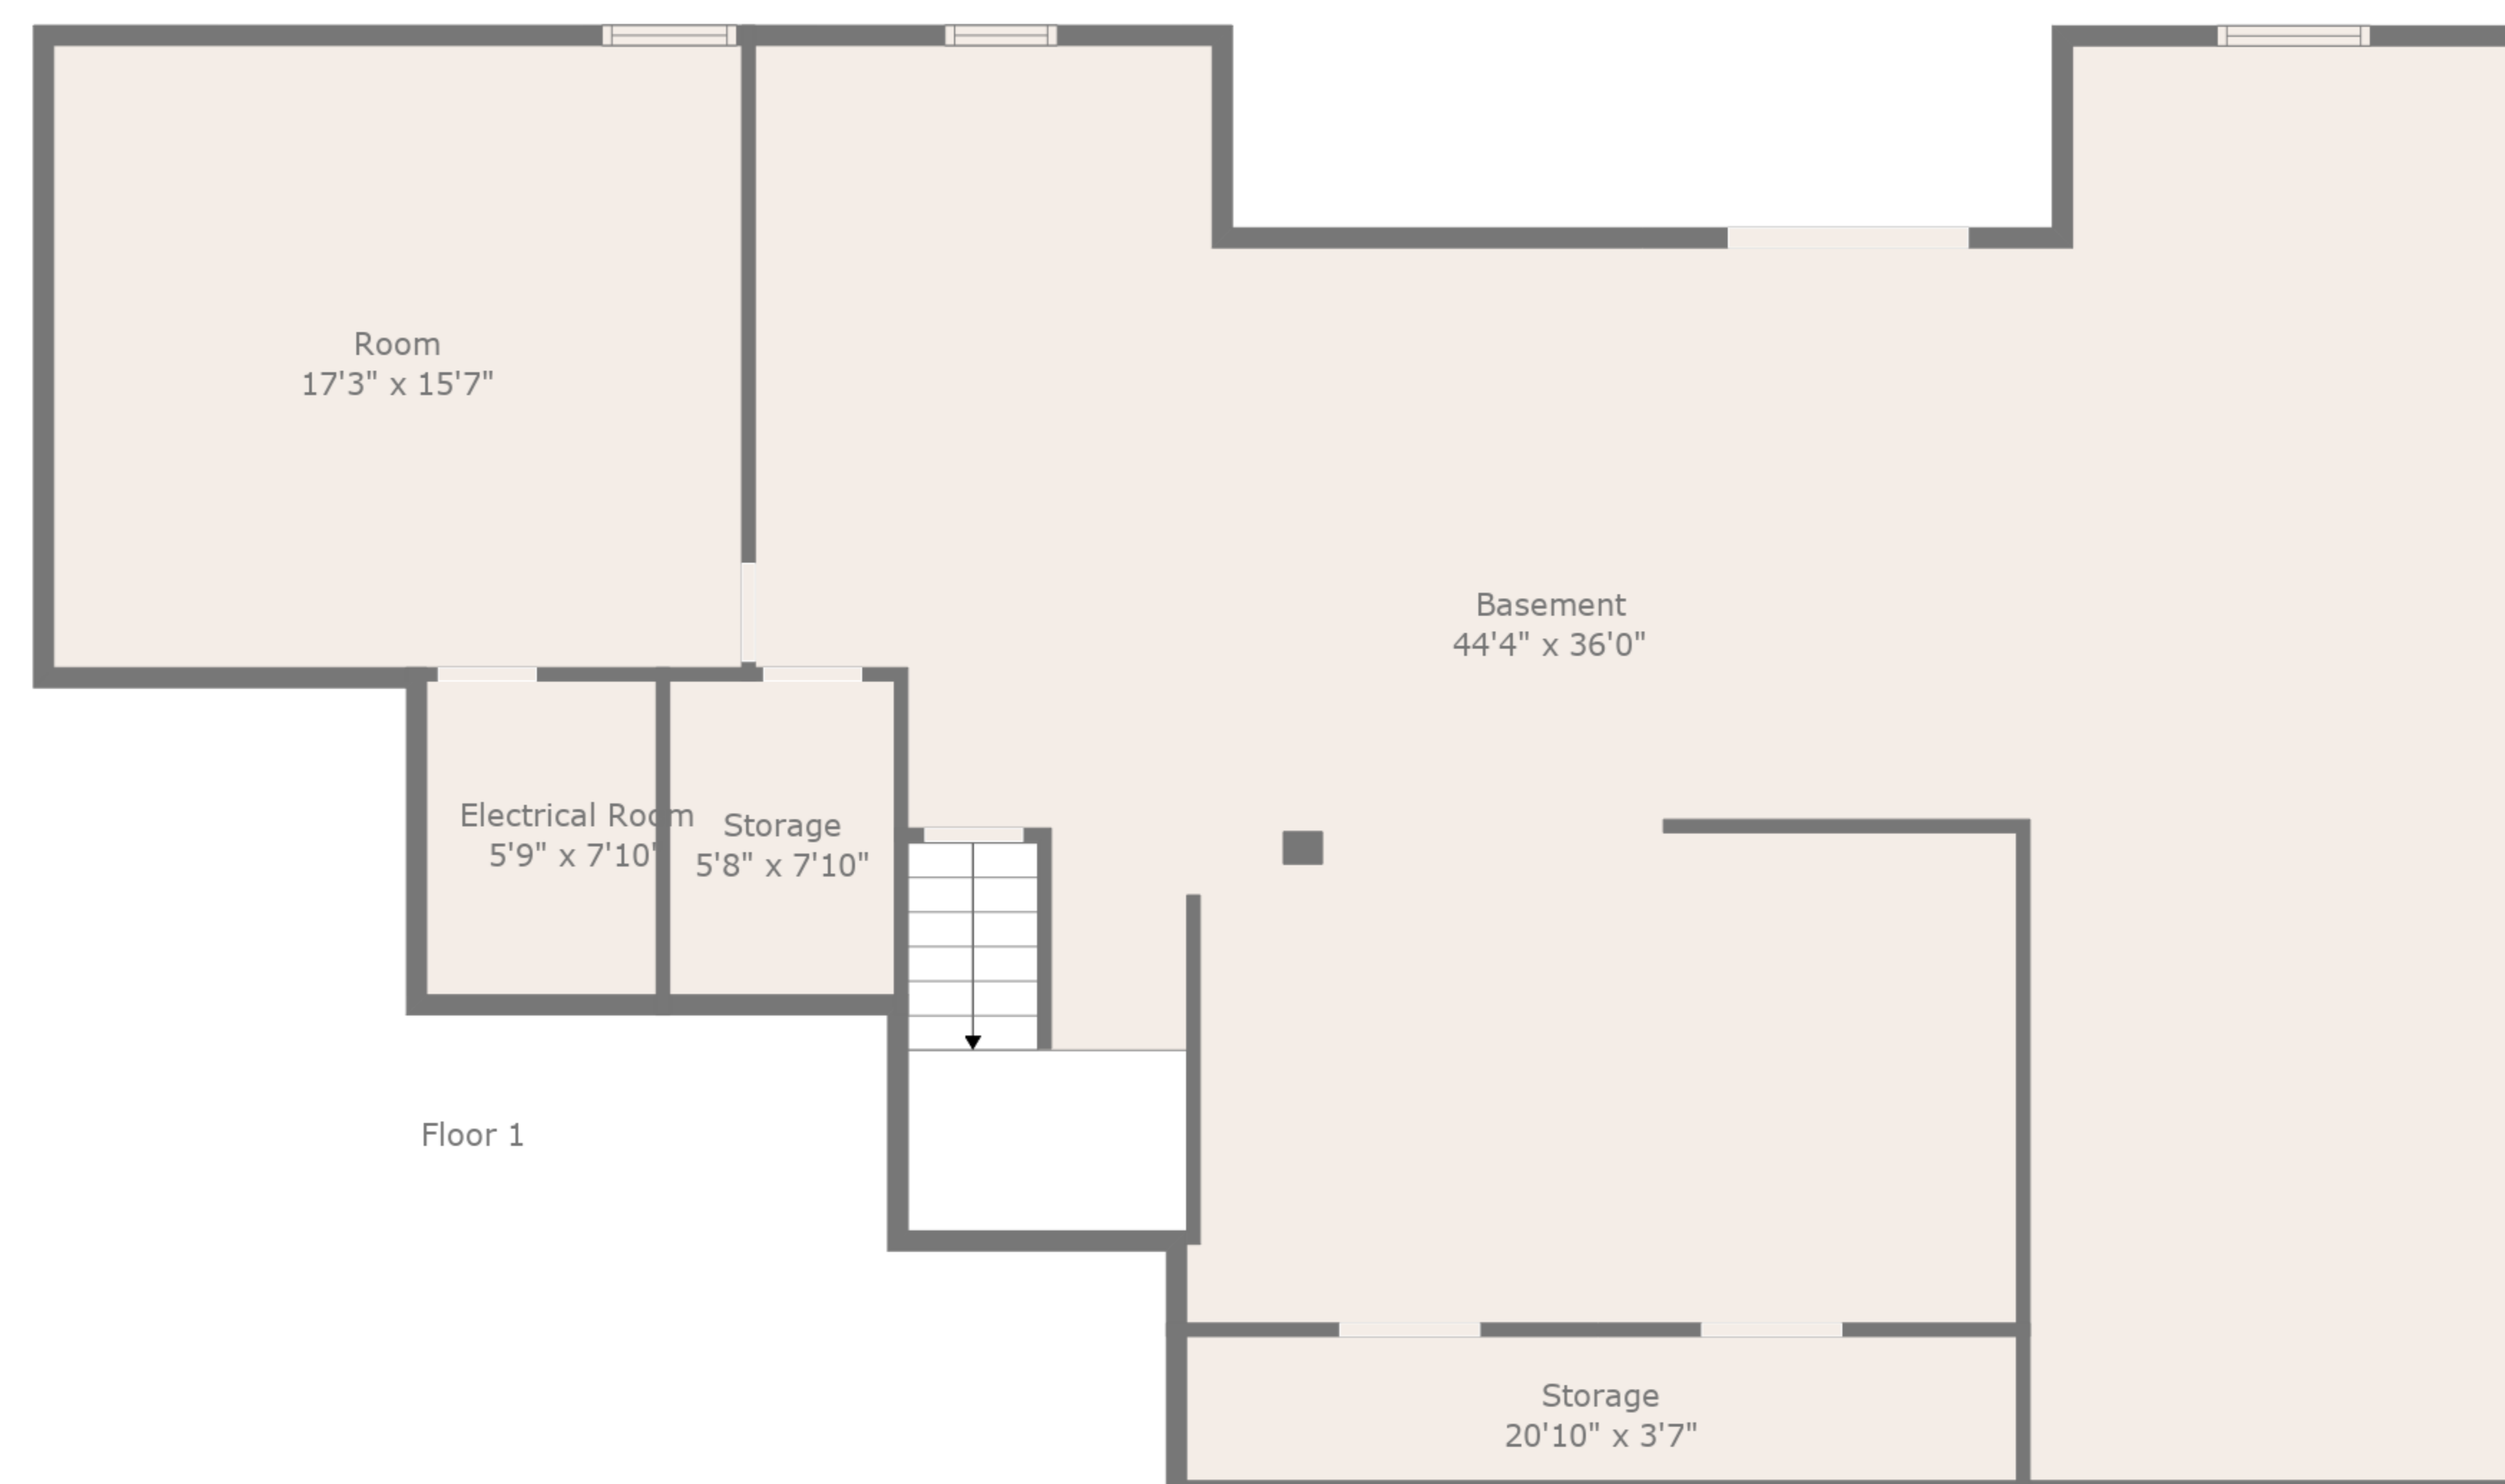 Room
17'3" x 15'7"
Basement
44'4" x 36'0"
Electrical Room
5'9" x 7'10"
Storage
5'8" x 7'10"
Floor 1
Storage
20'10" x 3'7"